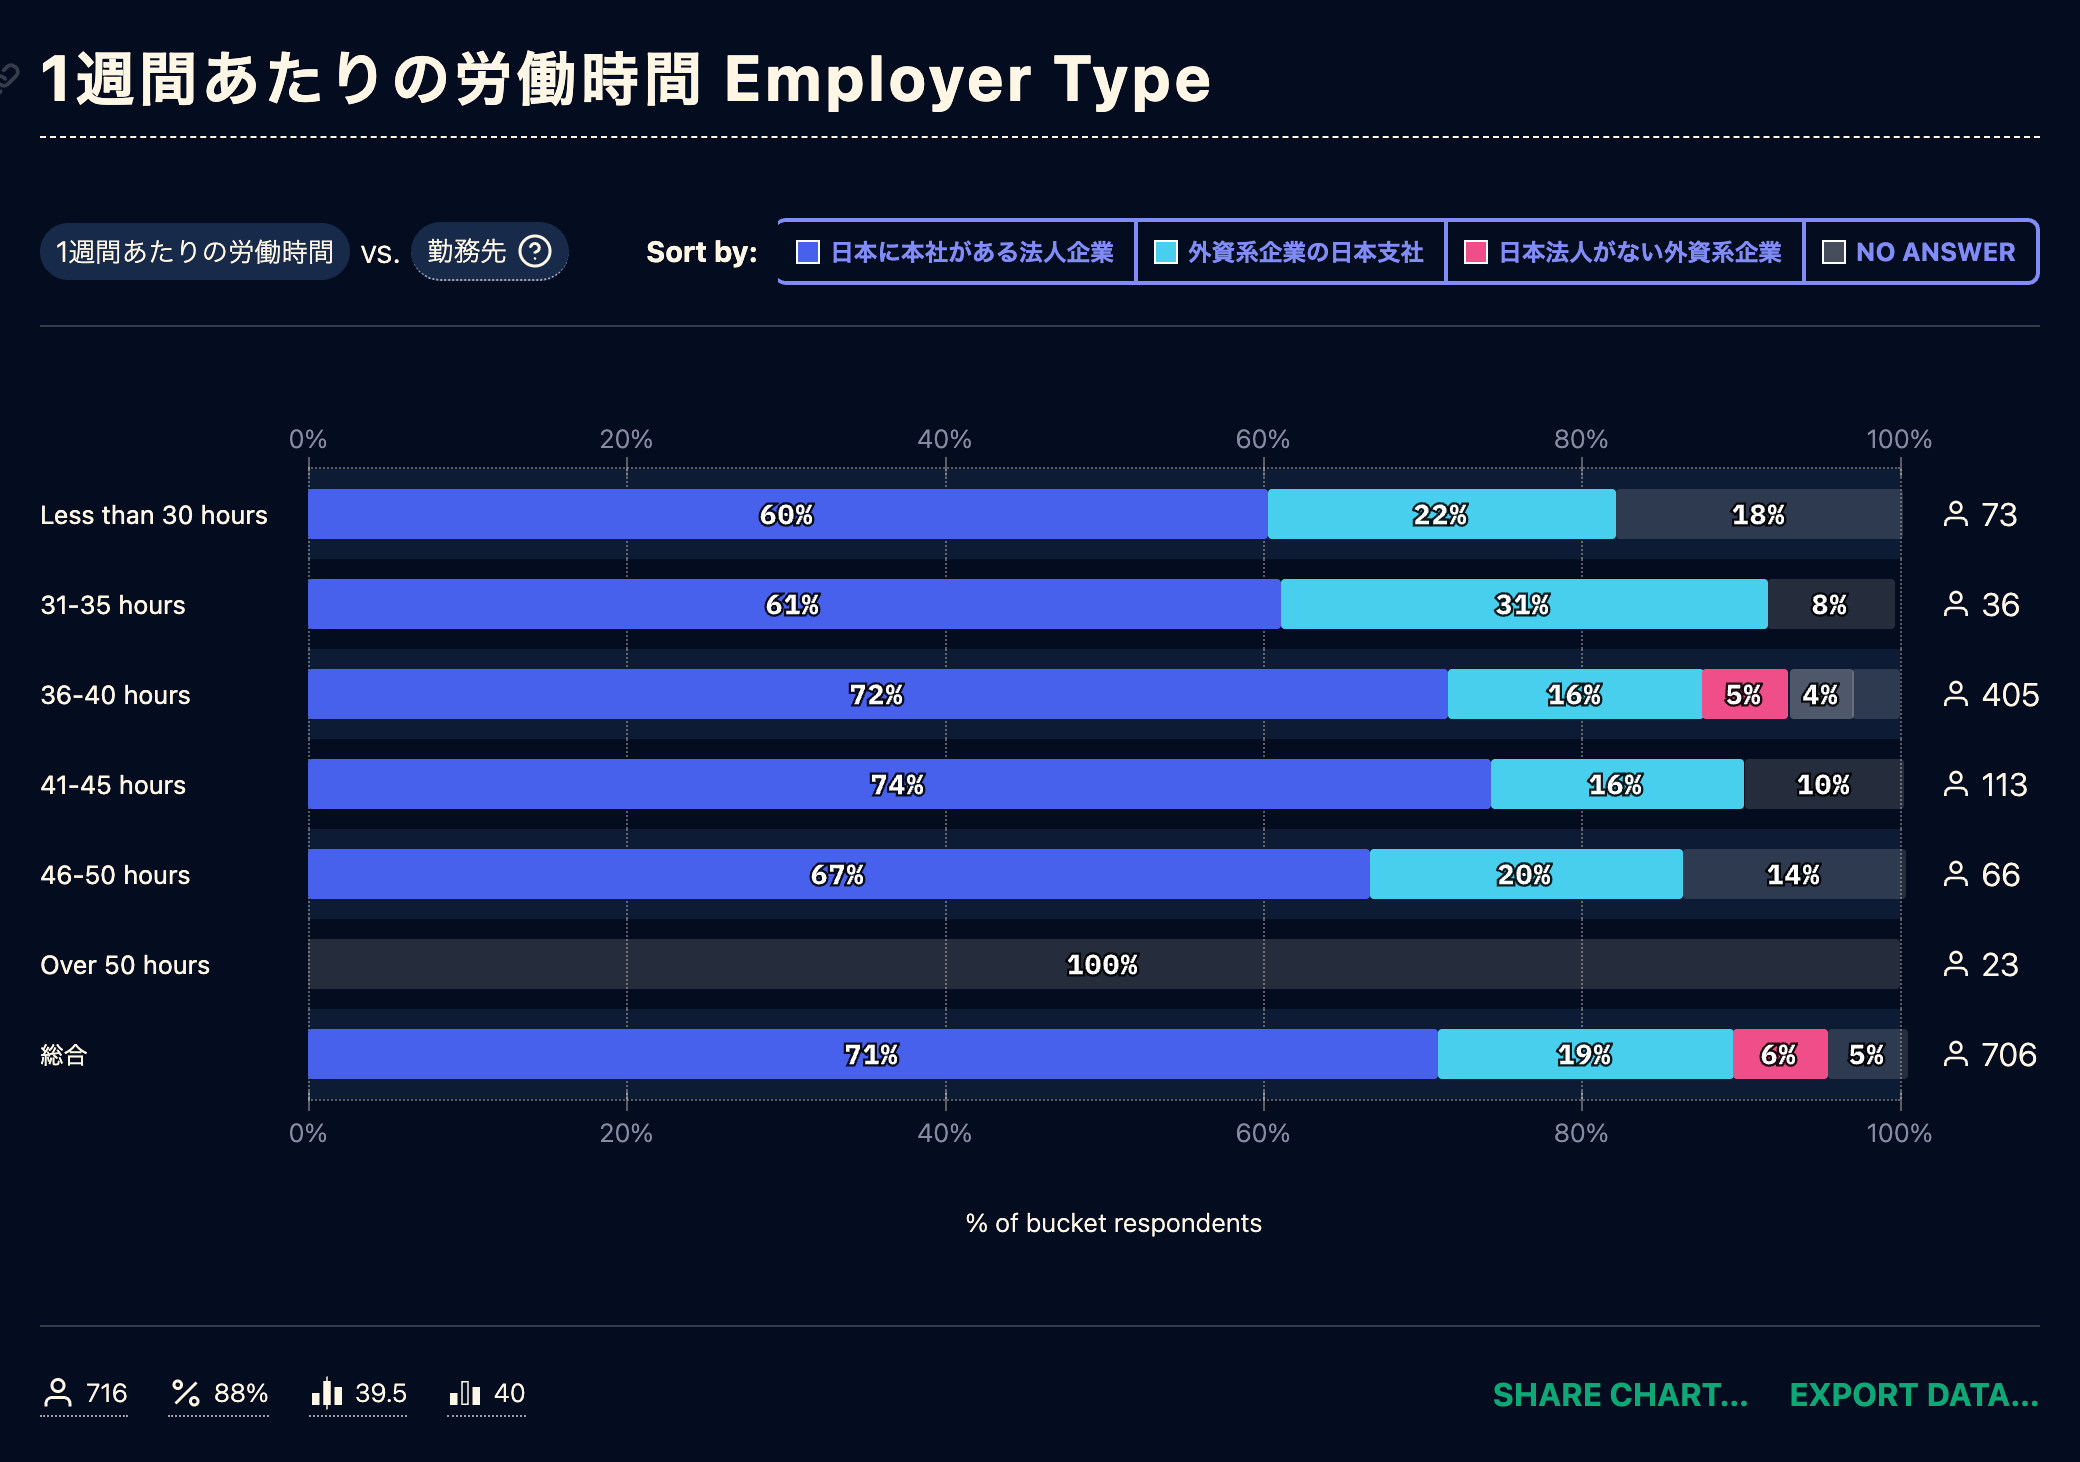 1週間あたりの労働時間 Employer Type
1週間あたりの労働時間 vs. 勤務先 ?
Sort by: 日本に本社がある法人企業 外資系企業の日本支社 日本法人がない外資系企業 NO ANSWER
0% 20% 40% 60% 80% 100%
Less than 30 hours 60% 22% 18% 73
31-35 hours 61% 31% 8% 36
36-40 hours 72% 16% 5% 4% 405
41-45 hours 74% 16% 10% 113
46-50 hours 67% 20% 14% 66
Over 50 hours 100% 23
総合 71% 19% 6% 5% 706
0% 20% 40% 60% 80% 100%
% of bucket respondents
716 % 88% 39.5 40 SHARE CHART... EXPORT DATA...